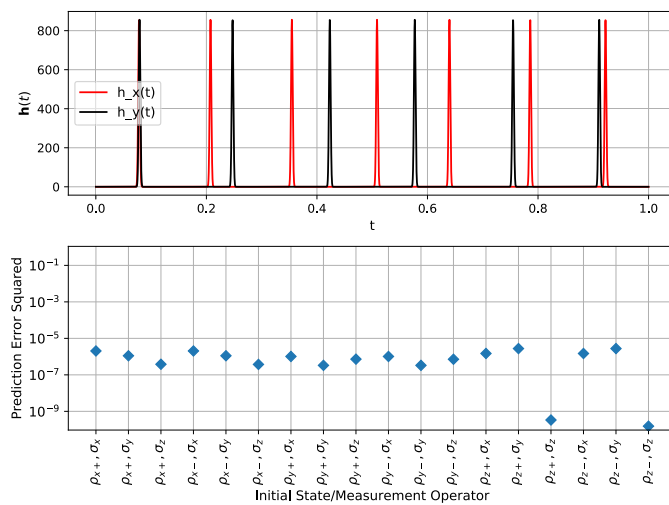 800
600
400
200
0
h(t)
h_x(t)
h_y(t)
0.0 0.2 0.4 0.6 0.8 1.0
t
10⁻¹
10⁻³
10⁻⁵
10⁻⁷
10⁻⁹
Prediction Error Squared
ρx+, σx
ρx+, σy
ρx+, σz
ρx−, σx
ρx−, σy
ρx−, σz
ρy+, σx
ρy+, σy
ρy+, σz
ρy−, σx
ρy−, σy
ρy−, σz
ρz+, σx
ρz+, σy
ρz+, σz
ρz−, σx
ρz−, σy
ρz−, σz
Initial State/Measurement Operator